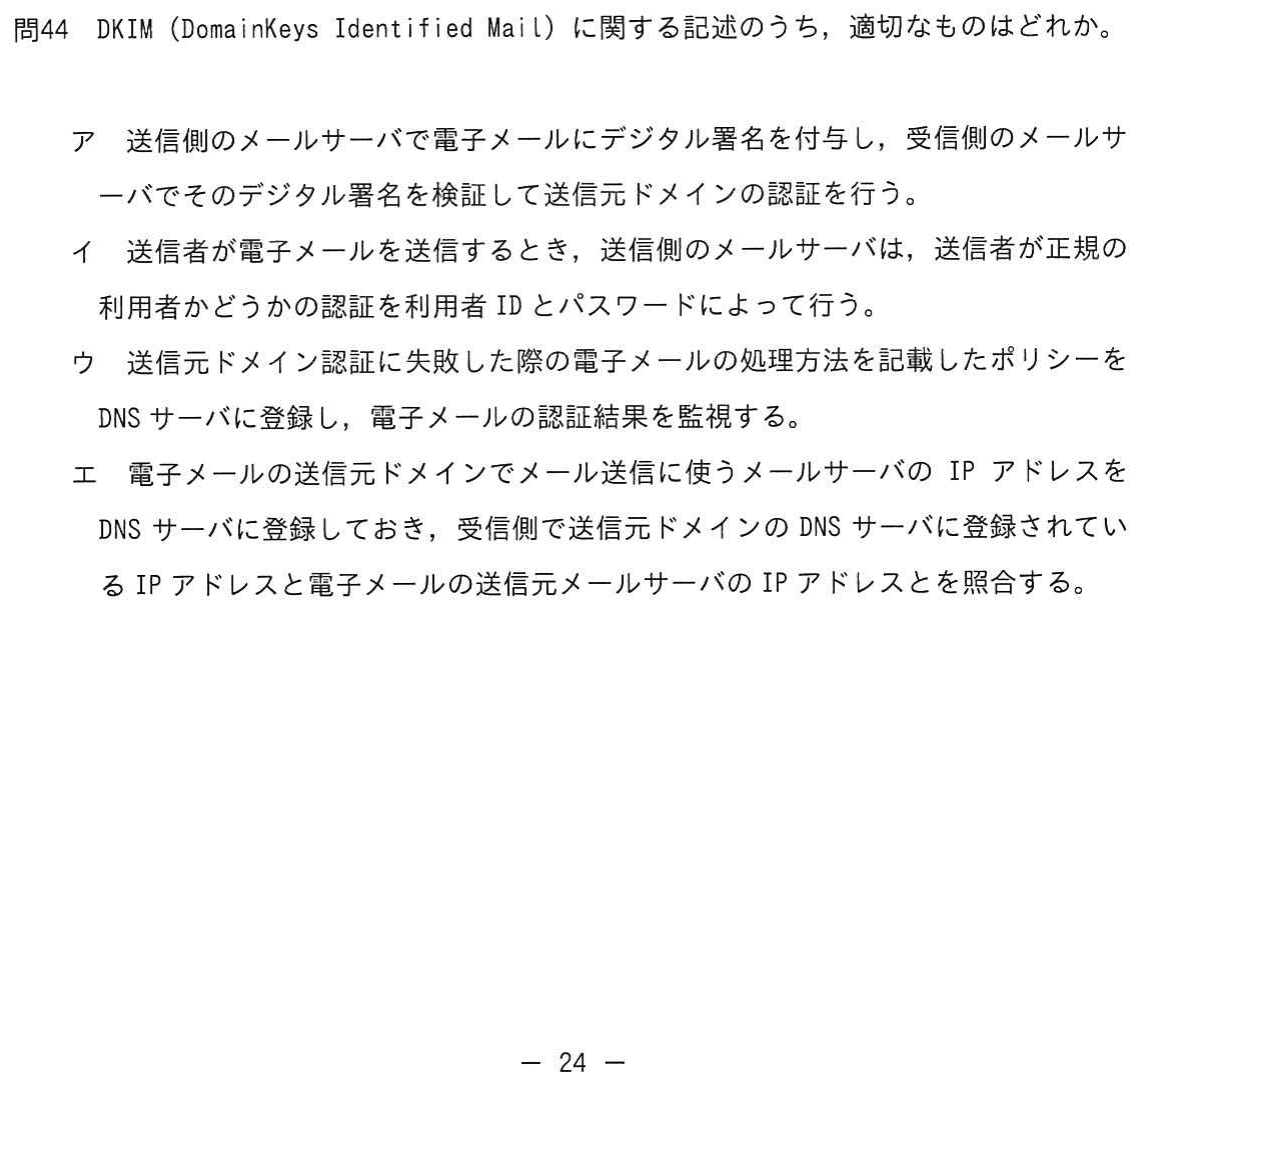 問44 DKIM (DomainKeys Identified Mail) に関する記述のうち，適切なものはどれか。
ア 送信側のメールサーバで電子メールにデジタル署名を付与し，受信側のメールサ
ーバでそのデジタル署名を検証して送信元ドメインの認証を行う。
イ 送信者が電子メールを送信するとき，送信側のメールサーバは，送信者が正規の
利用者かどうかの認証を利用者 ID とパスワードによって行う。
ウ 送信元ドメイン認証に失敗した際の電子メールの処理方法を記載したポリシーを
DNS サーバに登録し，電子メールの認証結果を監視する。
エ 電子メールの送信元ドメインでメール送信に使うメールサーバの IP アドレスを
DNS サーバに登録しておき，受信側で送信元ドメインの DNS サーバに登録されてい
る IP アドレスと電子メールの送信元メールサーバの IP アドレスとを照合する。
— 24 —